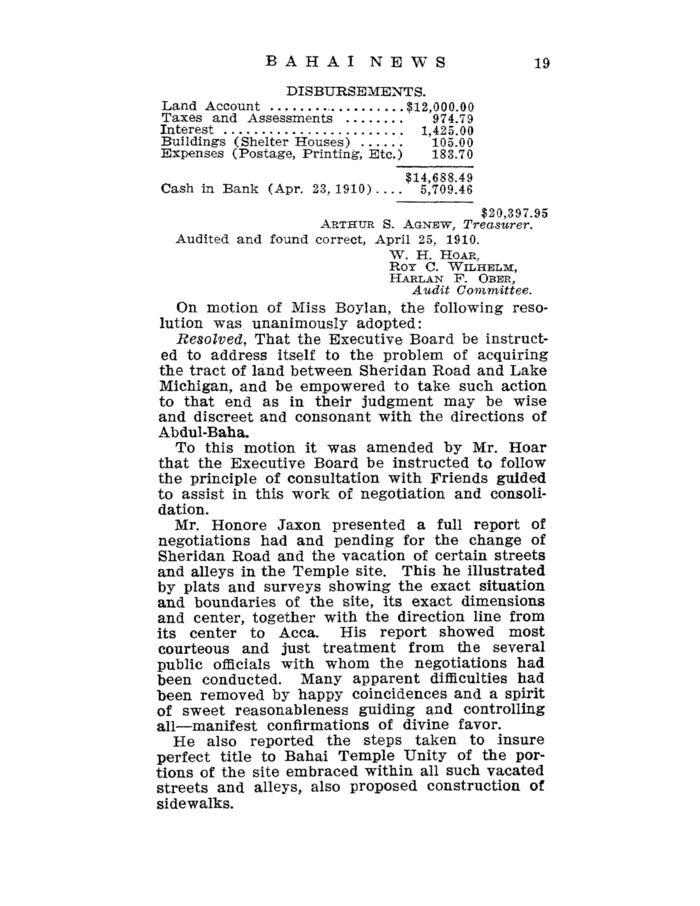 BAHAI NEWS 19
DISBURSEMENTS.
Land Account ..................$12,000.00
Taxes and Assessments ........ 974.79
Interest ........................ 1,425.00
Buildings (Shelter Houses) ...... 105.00
Expenses (Postage, Printing, Etc.) 183.70
$14,688.49
Cash in Bank (Apr. 23, 1910).... 5,709.46
$20,397.95
ARTHUR S. AGNEW, Treasurer.
Audited and found correct, April 25, 1910.
W. H. HOAR,
ROY C. WILHELM,
HARLAN F. OBER,
Audit Committee.
On motion of Miss Boylan, the following reso-
lution was unanimously adopted:
Resolved, That the Executive Board be instruct-
ed to address itself to the problem of acquiring
the tract of land between Sheridan Road and Lake
Michigan, and be empowered to take such action
to that end as in their judgment may be wise
and discreet and consonant with the directions of
Abdul-Baha.
To this motion it was amended by Mr. Hoar
that the Executive Board be instructed to follow
the principle of consultation with Friends guided
to assist in this work of negotiation and consoli-
dation.
Mr. Honore Jaxon presented a full report of
negotiations had and pending for the change of
Sheridan Road and the vacation of certain streets
and alleys in the Temple site. This he illustrated
by plats and surveys showing the exact situation
and boundaries of the site, its exact dimensions
and center, together with the direction line from
its center to Acca. His report showed most
courteous and just treatment from the several
public officials with whom the negotiations had
been conducted. Many apparent difficulties had
been removed by happy coincidences and a spirit
of sweet reasonableness guiding and controlling
all—manifest confirmations of divine favor.
He also reported the steps taken to insure
perfect title to Bahai Temple Unity of the por-
tions of the site embraced within all such vacated
streets and alleys, also proposed construction of
sidewalks.